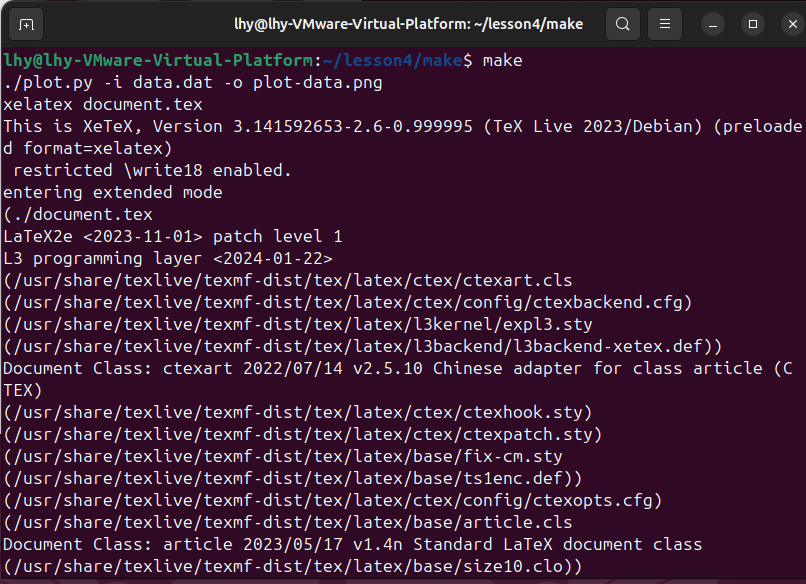 lhy@lhy-VMware-Virtual-Platform: ~/lesson4/make
lhy@lhy-VMware-Virtual-Platform:~/lesson4/make$ make
./plot.py -i data.dat -o plot-data.png
xelatex document.tex
This is XeTeX, Version 3.141592653-2.6-0.999995 (TeX Live 2023/Debian) (preloade
d format=xelatex)
 restricted \write18 enabled.
entering extended mode
(./document.tex
LaTeX2e <2023-11-01> patch level 1
L3 programming layer <2024-01-22>
(/usr/share/texlive/texmf-dist/tex/latex/ctex/ctexart.cls
(/usr/share/texlive/texmf-dist/tex/latex/ctex/config/ctexbackend.cfg)
(/usr/share/texlive/texmf-dist/tex/latex/l3kernel/expl3.sty
(/usr/share/texlive/texmf-dist/tex/latex/l3backend/l3backend-xetex.def))
Document Class: ctexart 2022/07/14 v2.5.10 Chinese adapter for class article (C
TEX)
(/usr/share/texlive/texmf-dist/tex/latex/ctex/ctexhook.sty)
(/usr/share/texlive/texmf-dist/tex/latex/ctex/ctexpatch.sty)
(/usr/share/texlive/texmf-dist/tex/latex/base/fix-cm.sty
(/usr/share/texlive/texmf-dist/tex/latex/base/ts1enc.def))
(/usr/share/texlive/texmf-dist/tex/latex/ctex/config/ctexopts.cfg)
(/usr/share/texlive/texmf-dist/tex/latex/base/article.cls
Document Class: article 2023/05/17 v1.4n Standard LaTeX document class
(/usr/share/texlive/texmf-dist/tex/latex/base/size10.clo))